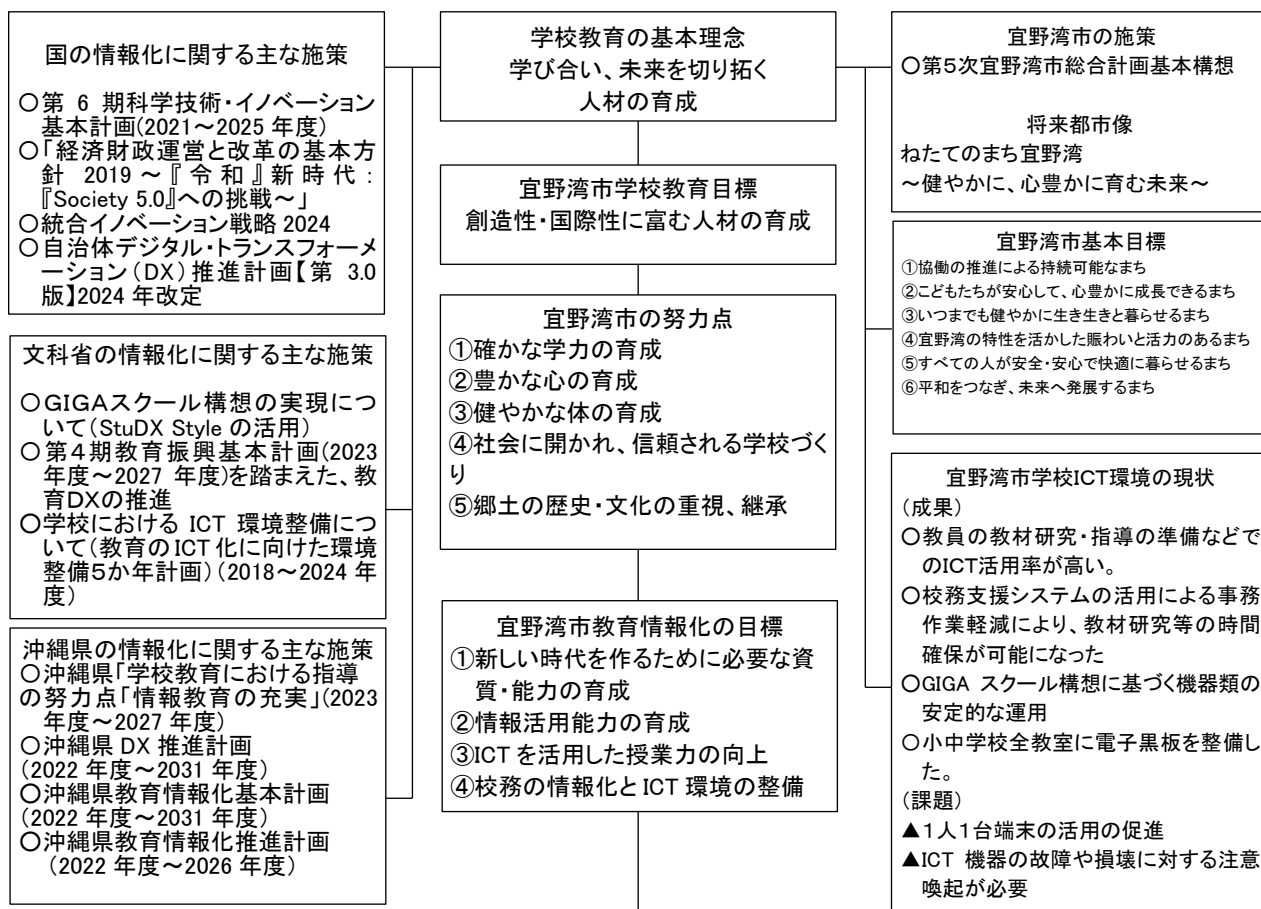 国の情報化に関する主な施策
〇第 6 期科学技術・イノベーション
基本計画(2021～2025 年度)
〇「経済財政運営と改革の基本方
針 2019 ～『 令 和 』新 時 代 :
『Society 5.0』への挑戦～」
〇統合イノベーション戦略 2024
〇自治体デジタル・トランスフォーメ
ーション(DX)推進計画【第 3.0
版】2024 年改定
文科省の情報化に関する主な施策
〇GIGAスクール構想の実現につ
いて(StuDX Style の活用)
〇第４期教育振興基本計画(2023
年度～2027 年度)を踏まえた、教
育DXの推進
〇学校における ICT 環境整備につ
いて(教育のICT化に向けた環境
整備５か年計画)(2018～2024 年
度)
沖縄県の情報化に関する主な施策
〇沖縄県「学校教育における指導
の努力点「情報教育の充実」(2023
年度～2027 年度)
〇沖縄県 DX 推進計画
(2022 年度～2031 年度)
〇沖縄県教育情報化基本計画
(2022 年度～2031 年度)
〇沖縄県教育情報化推進計画
(2022 年度～2026 年度)
学校教育の基本理念
学び合い、未来を切り拓く
人材の育成
宜野湾市学校教育目標
創造性・国際性に富む人材の育成
宜野湾市の努力点
①確かな学力の育成
②豊かな心の育成
③健やかな体の育成
④社会に開かれ、信頼される学校づく
り
⑤郷土の歴史・文化の重視、継承
宜野湾市教育情報化の目標
①新しい時代を作るために必要な資
質・能力の育成
②情報活用能力の育成
③ICTを活用した授業力の向上
④校務の情報化とICT環境の整備
宜野湾市の施策
〇第５次宜野湾市総合計画基本構想
将来都市像
ねたてのまち宜野湾
～健やかに、心豊かに育む未来～
宜野湾市基本目標
①協働の推進による持続可能なまち
②こどもたちが安心して、心豊かに成長できるまち
③いつまでも健やかに生き生きと暮らせるまち
④宜野湾の特性を活かした賑わいと活力のあるまち
⑤すべての人が安全・安心で快適に暮らせるまち
⑥平和をつなぎ、未来へ発展するまち
宜野湾市学校ICT環境の現状
(成果)
〇教員の教材研究・指導の準備などで
のICT活用率が高い。
〇校務支援システムの活用による事務
作業軽減により、教材研究等の時間
確保が可能になった
〇GIGA スクール構想に基づく機器類の
安定的な運用
〇小中学校全教室に電子黒板を整備し
た。
(課題)
▲１人１台端末の活用の促進
▲ICT 機器の故障や損壊に対する注意
喚起が必要